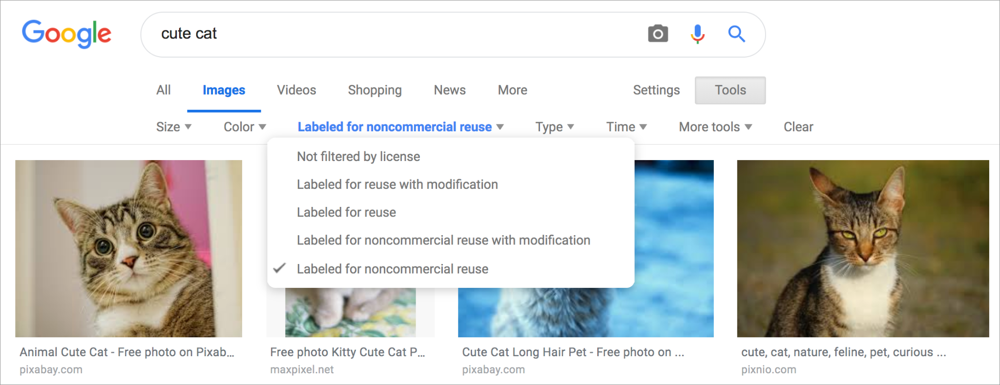 Google
cute cat
All Images Videos Shopping News More Settings Tools
Size Color Labeled for noncommercial reuse Type Time More tools Clear
Not filtered by license
Labeled for reuse with modification
Labeled for reuse
Labeled for noncommercial reuse with modification
Labeled for noncommercial reuse
Animal Cute Cat - Free photo on Pixab...
pixabay.com
Free photo Kitty Cute Cat P...
maxpixel.net
Cute Cat Long Hair Pet - Free photo on ...
pixabay.com
cute, cat, nature, feline, pet, curious ...
pixnio.com